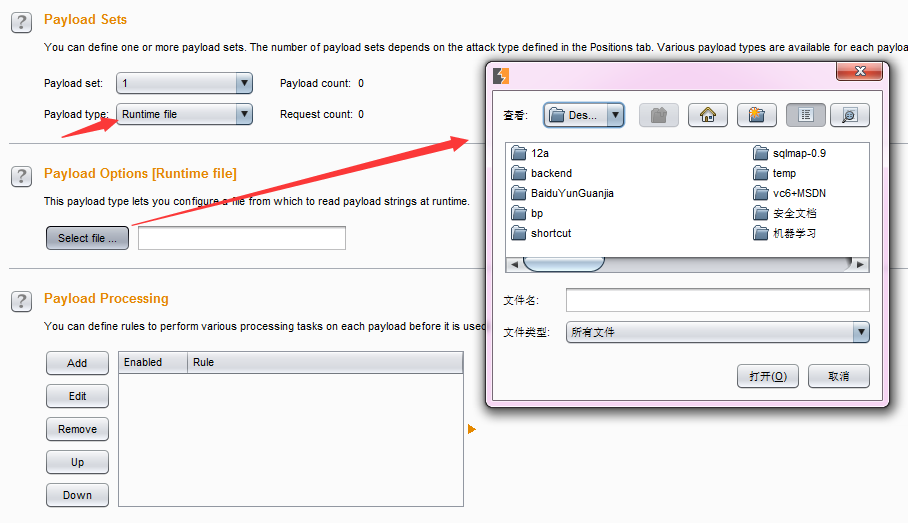 Payload Sets
You can define one or more payload sets. The number of payload sets depends on the attack type defined in the Positions tab. Various payload types are available for each payloa
Payload set: 1 Payload count: 0
Payload type: Runtime file Request count: 0
Payload Options [Runtime file]
This payload type lets you configure a file from which to read payload strings at runtime.
Select file ...
Payload Processing
You can define rules to perform various processing tasks on each payload before it is used
Add
Edit
Remove
Up
Down
Enabled Rule
查看: Des...
12a
backend
BaiduYunGuanjia
bp
shortcut
sqlmap-0.9
temp
vc6+MSDN
安全文档
机器学习
文件名:
文件类型: 所有文件
打开(O) 取消